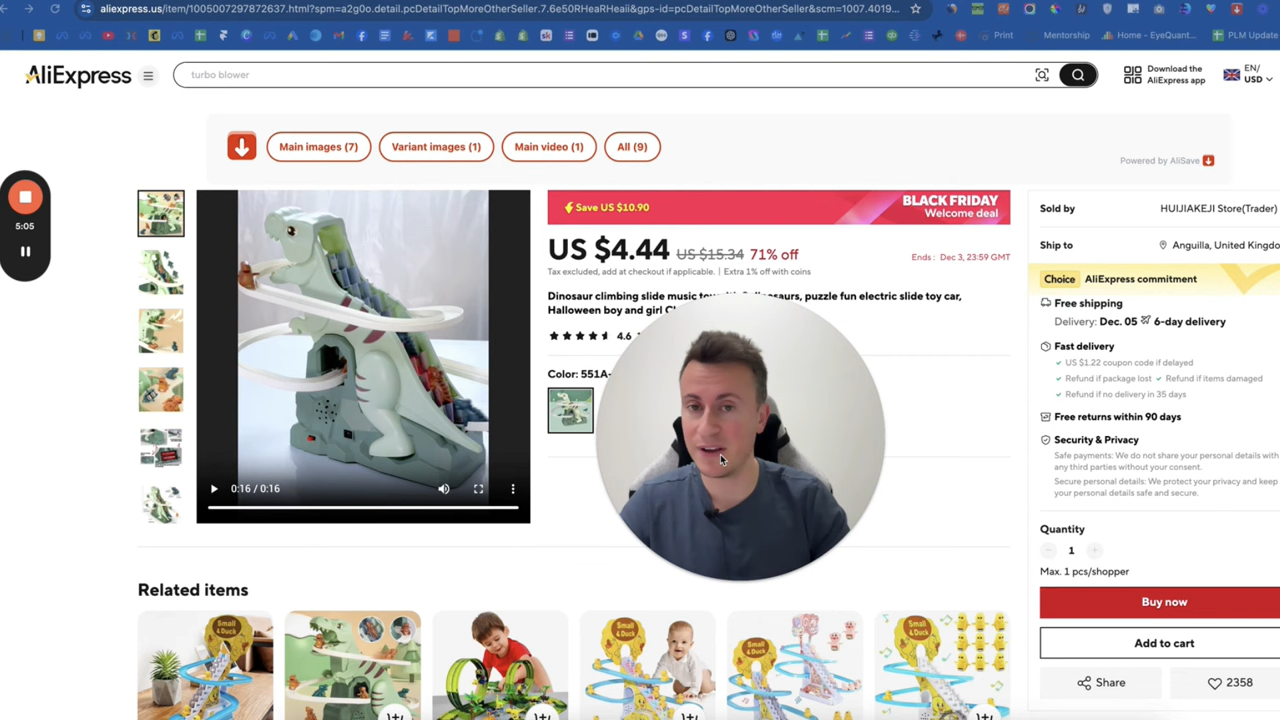 aliexpress.us/item/1005007297872637.html?spm=a2g0o.detail.pcDetailTopMoreOtherSeller.7.6e50RHeaRHeaii&gps-id=pcDetailTopMoreOtherSeller&scm=1007.4019...
Print
Mentorship
Home - EyeQuant...
PLM Update
AliExpress
turbo blower
Download the
AliExpress app
EN/
USD
Main images (7)
Variant images (1)
Main video (1)
All (9)
Powered by AliSave
5:05
0:16 / 0:16
Save US $10.90
BLACK FRIDAY
Welcome deal
US $4.44 US $15.34 71% off
Ends : Dec 3, 23:59 GMT
Tax excluded, add at checkout if applicable. | Extra 1% off with coins
Dinosaur climbing slide music
puzzle fun electric slide toy car,
Halloween boy and girl
4.6
Color: 551A-
Sold by
HUIJIAKEJI Store(Trader)
Ship to
Anguilla, United Kingdo
Choice AliExpress commitment
Free shipping
Delivery: Dec. 05 6-day delivery
Fast delivery
US $1.22 coupon code if delayed
Refund if package lost
Refund if items damaged
Refund if no delivery in 35 days
Free returns within 90 days
Security & Privacy
Safe payments: We do not share your personal details with
any third parties without your consent.
Secure personal details: We protect your privacy and keep
your personal details safe and secure.
Quantity
1
Max. 1 pcs/shopper
Buy now
Add to cart
Share
2358
Related items
Small
Duck
Small
& Duck
Small
& Duck
Small
& Duck